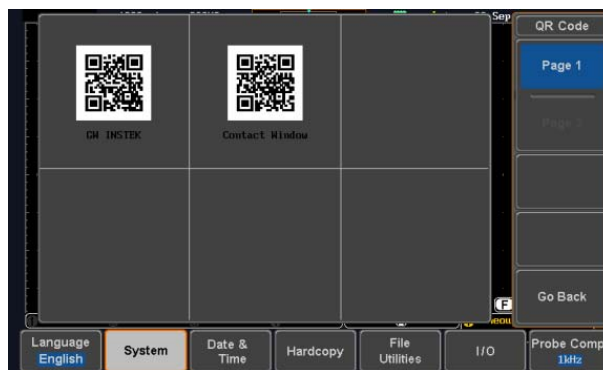 Sep
QR Code
Page 1
Page 2
GW INSTEK
Contact Window
Go Back
F
Language
English
System
Date &
Time
Hardcopy
File
Utilities
I/O
Probe Comp
1kHz